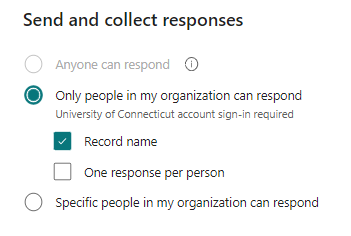 Send and collect responses
Anyone can respond
Only people in my organization can respond
University of Connecticut account sign-in required
Record name
One response per person
Specific people in my organization can respond